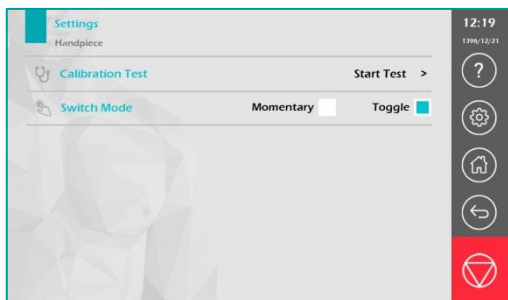 Settings
Handpiece
Calibration Test Start Test >
Switch Mode Momentary Toggle
12:19
1396/12/21
?